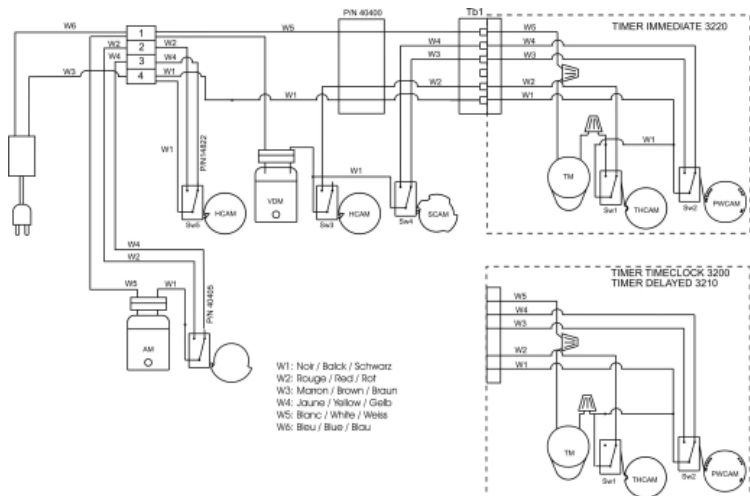 P/N 40400
Tb1
W6
W5
W5
TIMER IMMEDIATE 3220
1
W2
2
W2
W4
W4
W3
W4
3
W4
W3
W3
W3
4
W1
W2
W2
W1
W1
W1
W1
P/N14822
W1
W1
VDM
TM
HCAM
HCAM
SCAM
THCAM
PWCAM
Sw5
Sw3
Sw4
Sw1
Sw2
W4
W2
TIMER TIMECLOCK 3200
TIMER DELAYED 3210
W5
W1
P/N 40405
W5
W4
W3
AM
W2
W1
W1: Noir / Balck / Schwarz
W2: Rouge / Red / Rot
W3: Marron / Brown / Braun
W4: Jaune / Yellow / Gelb
W5: Blanc / White / Weiss
W6: Bleu / Blue / Blau
TM
Sw1
THCAM
Sw2
PWCAM